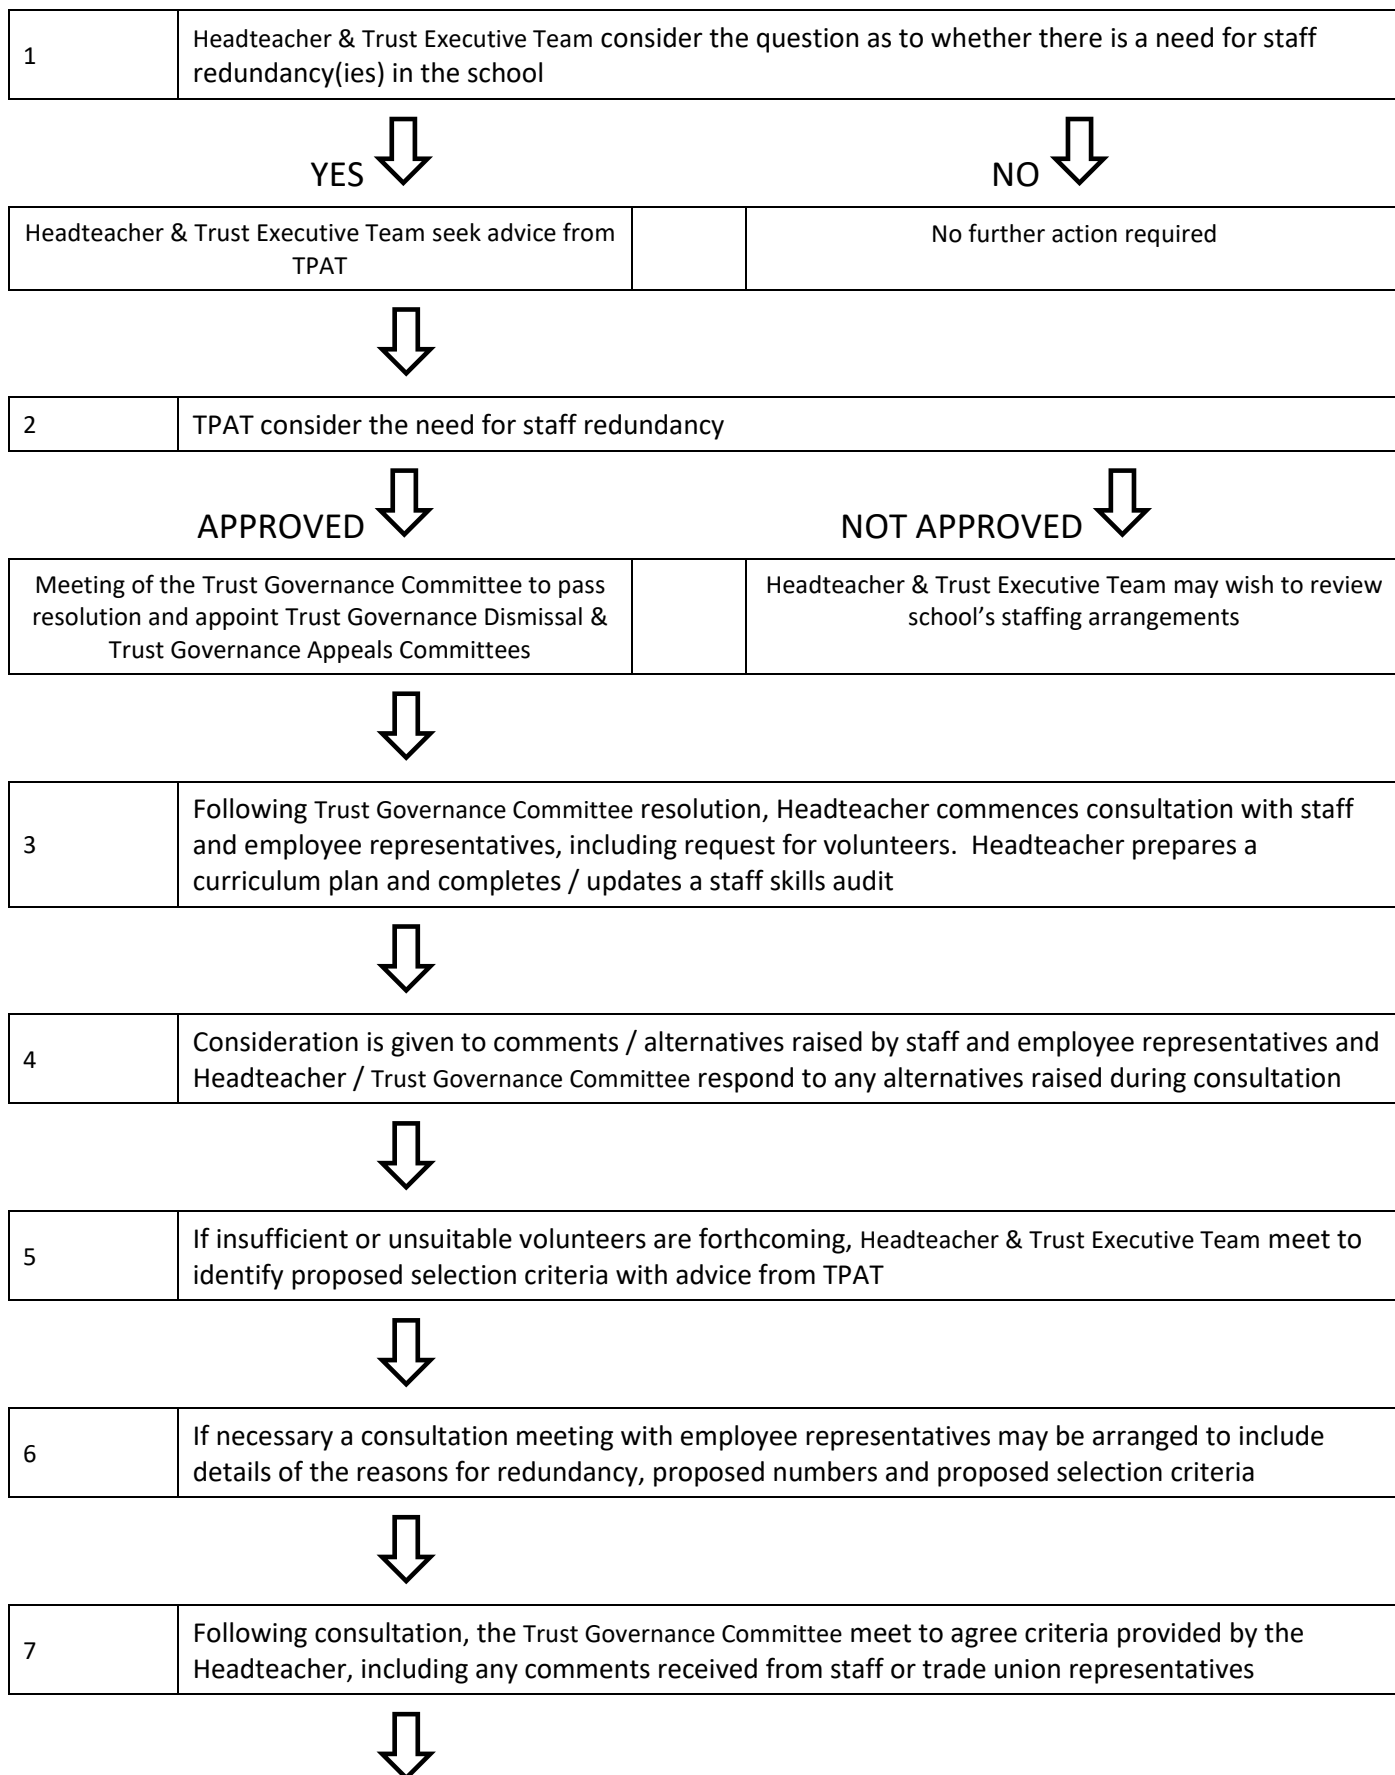 1
Headteacher & Trust Executive Team consider the question as to whether there is a need for staff
redundancy(ies) in the school
YES
NO
Headteacher & Trust Executive Team seek advice from
TPAT
No further action required
2
TPAT consider the need for staff redundancy
APPROVED
NOT APPROVED
Meeting of the Trust Governance Committee to pass
resolution and appoint Trust Governance Dismissal &
Trust Governance Appeals Committees
Headteacher & Trust Executive Team may wish to review
school’s staffing arrangements
3
Following Trust Governance Committee resolution, Headteacher commences consultation with staff
and employee representatives, including request for volunteers.  Headteacher prepares a
curriculum plan and completes / updates a staff skills audit
4
Consideration is given to comments / alternatives raised by staff and employee representatives and
Headteacher / Trust Governance Committee respond to any alternatives raised during consultation
5
If insufficient or unsuitable volunteers are forthcoming, Headteacher & Trust Executive Team meet to
identify proposed selection criteria with advice from TPAT
6
If necessary a consultation meeting with employee representatives may be arranged to include
details of the reasons for redundancy, proposed numbers and proposed selection criteria
7
Following consultation, the Trust Governance Committee meet to agree criteria provided by the
Headteacher, including any comments received from staff or trade union representatives